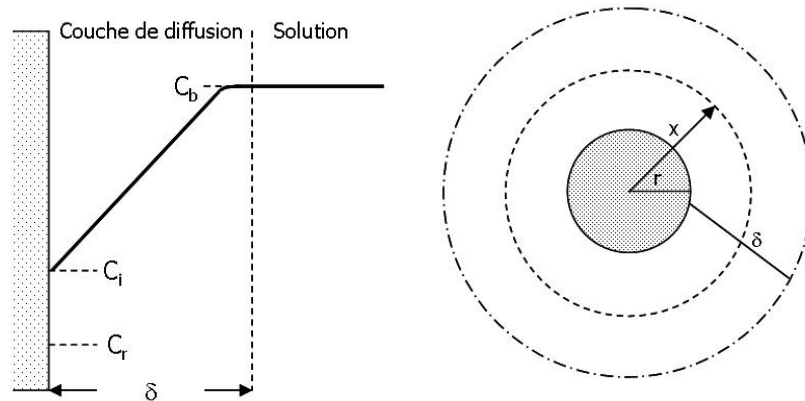 Couche de diffusion
Solution
C_b
C_i
C_r
δ
x
r
δ